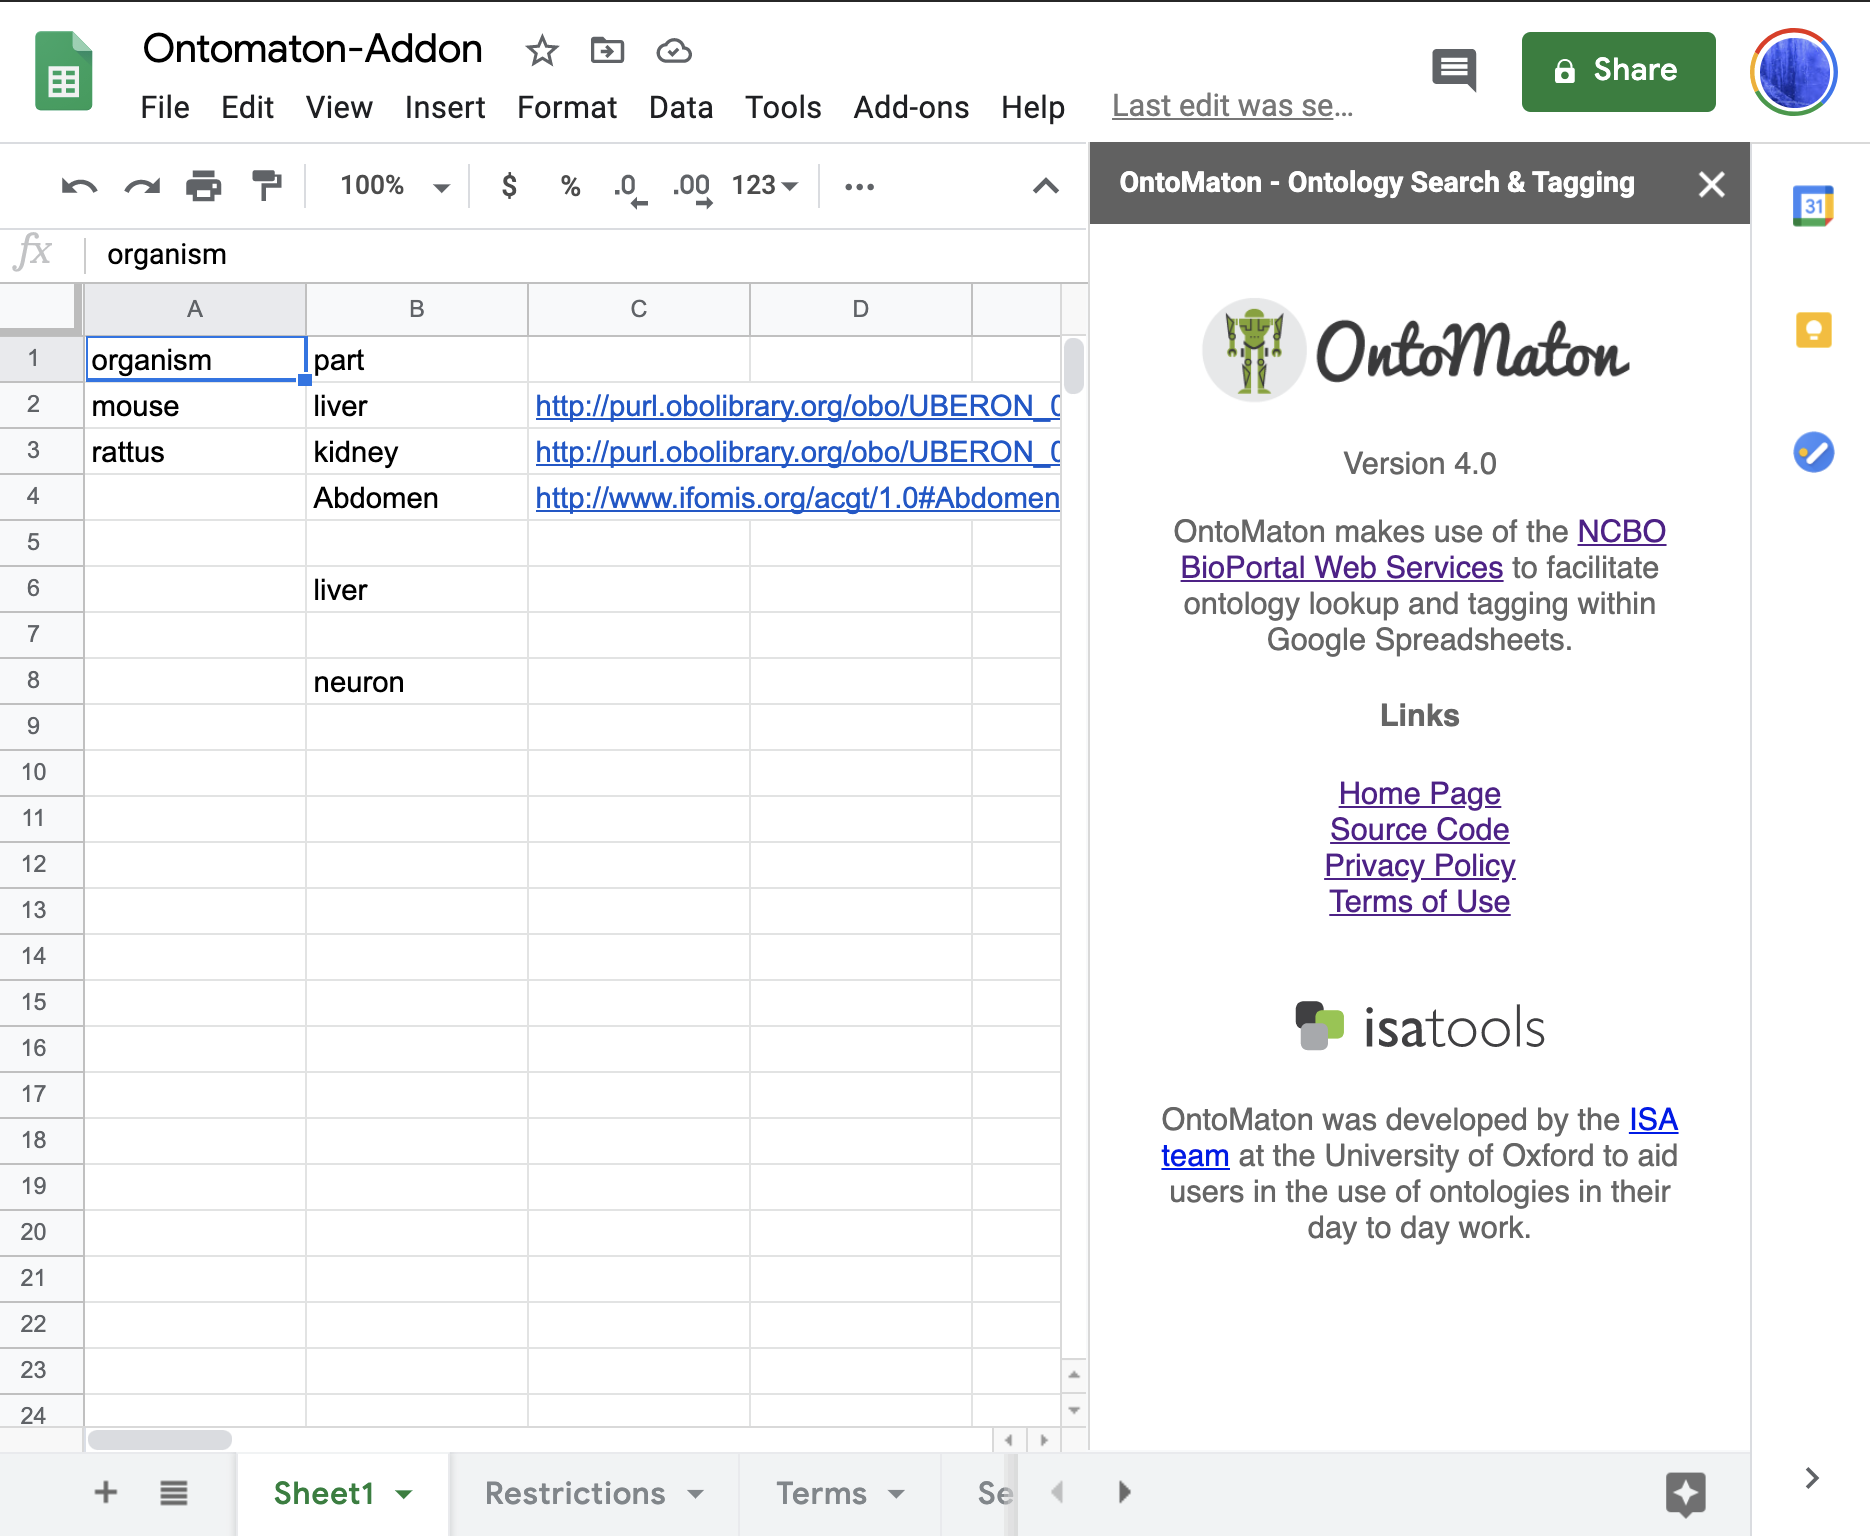 Ontomaton-Addon
File Edit View Insert Format Data Tools Add-ons Help Last edit was se...
Share
100% $ % .0 .00 123
fx organism
A B C D
1 organism part
2 mouse liver http://purl.obolibrary.org/obo/UBERON_0
3 rattus kidney http://purl.obolibrary.org/obo/UBERON_0
4 Abdomen http://www.ifomis.org/acgt/1.0#Abdomen
5
6 liver
7
8 neuron
9
10
11
12
13
14
15
16
17
18
19
20
21
22
23
24
Sheet1 Restrictions Terms Se
OntoMaton - Ontology Search & Tagging
OntoMaton
Version 4.0
OntoMaton makes use of the NCBO
BioPortal Web Services to facilitate
ontology lookup and tagging within
Google Spreadsheets.
Links
Home Page
Source Code
Privacy Policy
Terms of Use
isatools
OntoMaton was developed by the ISA
team at the University of Oxford to aid
users in the use of ontologies in their
day to day work.
31